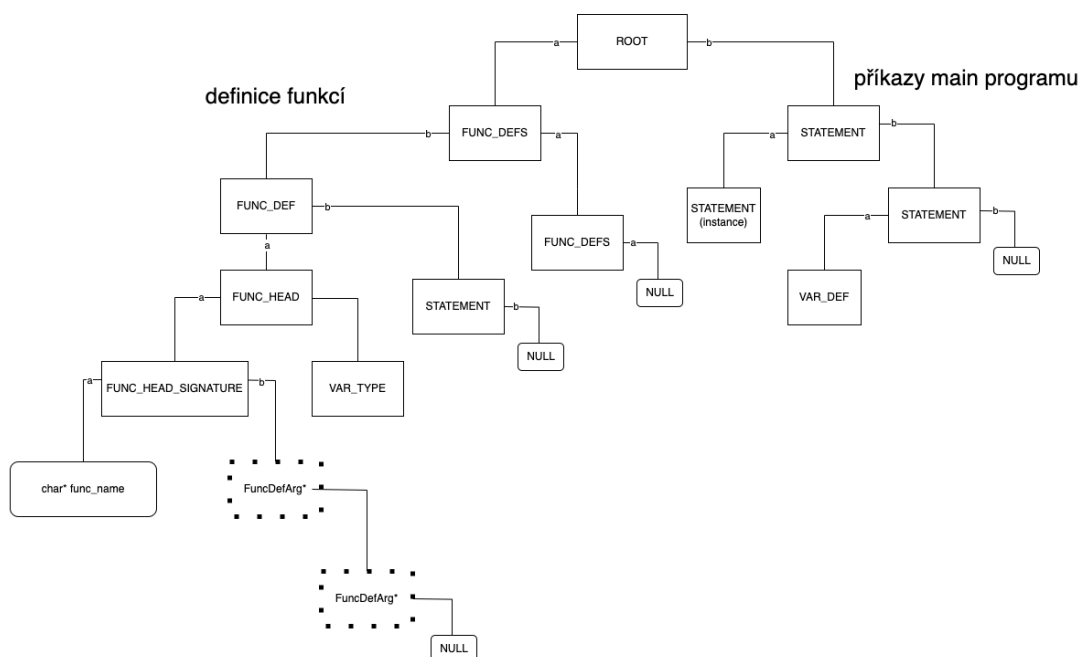 ROOT
a
b
definice funkcí
příkazy main programu
b
FUNC_DEFS
a
a
STATEMENT
b
FUNC_DEF
b
STATEMENT
(instance)
a
STATEMENT
b
a
FUNC_DEFS
a
NULL
a
FUNC_HEAD
STATEMENT
b
NULL
VAR_DEF
NULL
a
FUNC_HEAD_SIGNATURE
b
VAR_TYPE
char* func_name
FuncDefArg*
FuncDefArg*
NULL